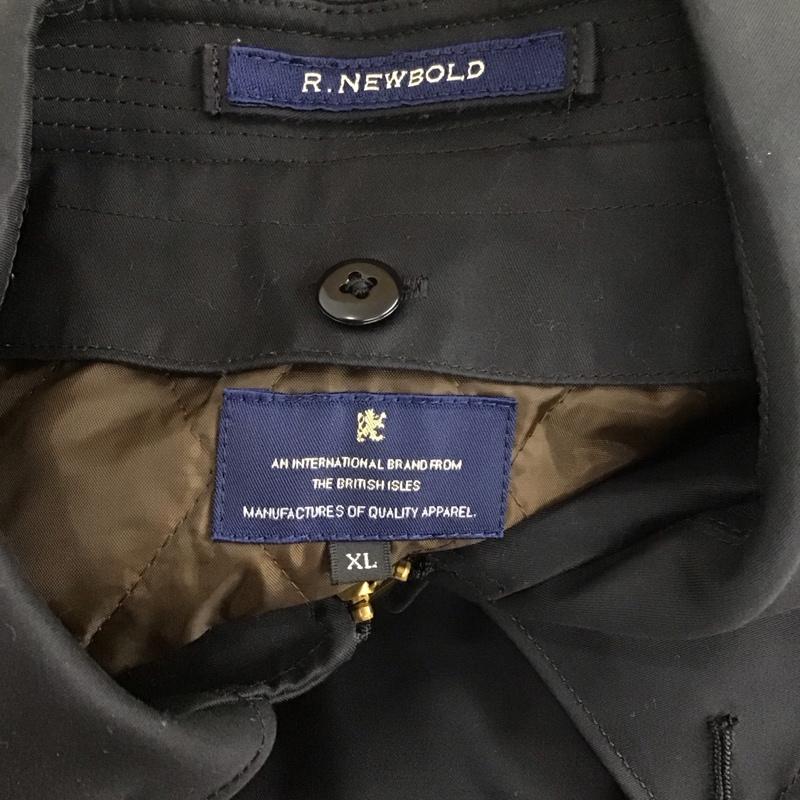 R. NEWBOLD
AN INTERNATIONAL BRAND FROM
THE BRITISH ISLES
MANUFACTURES OF QUALITY APPAREL.
XL